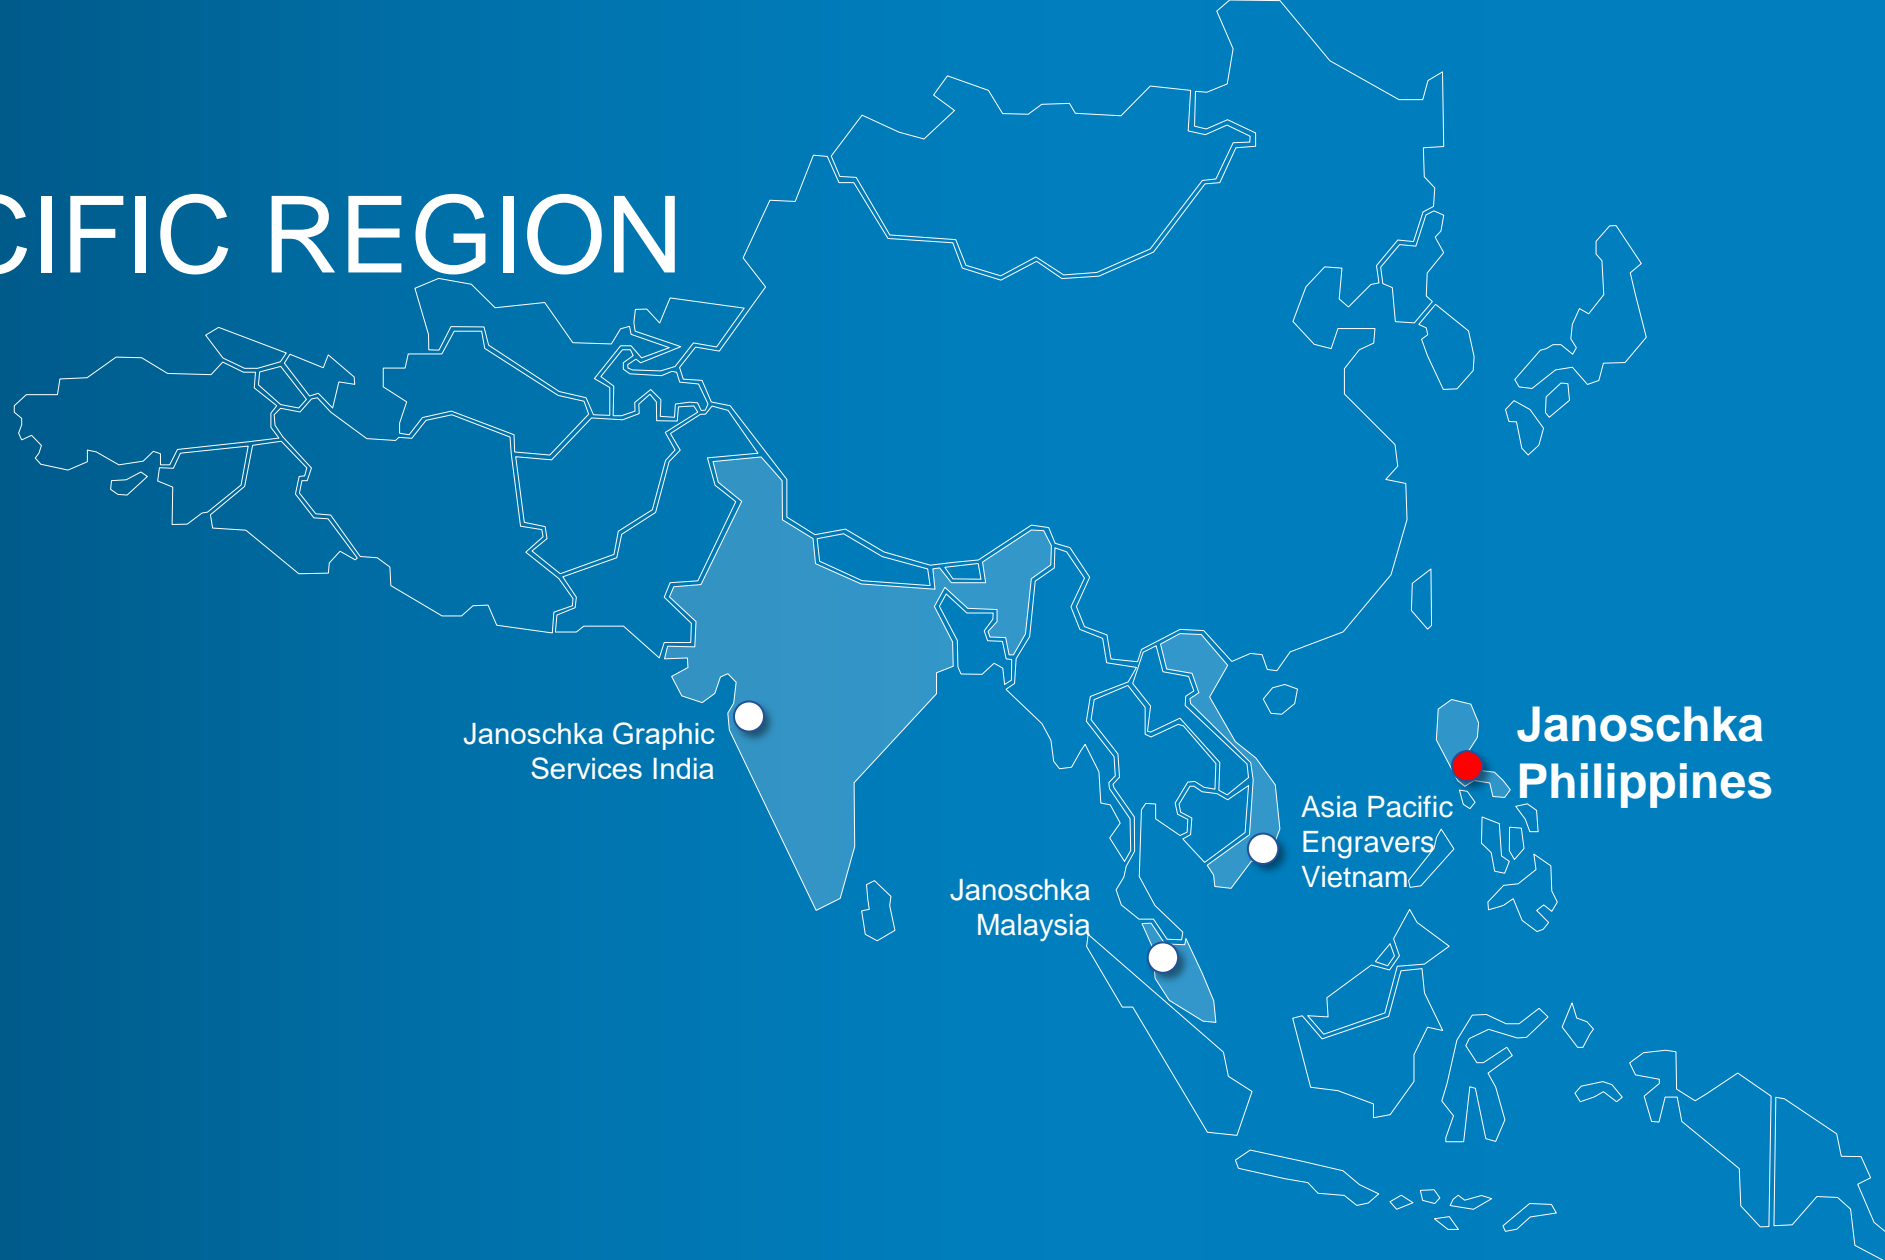 CIFIC REGION
Janoschka
Philippines
Janoschka Graphic
Services India
Asia Pacific
Engravers
Vietnam
Janoschka
Malaysia